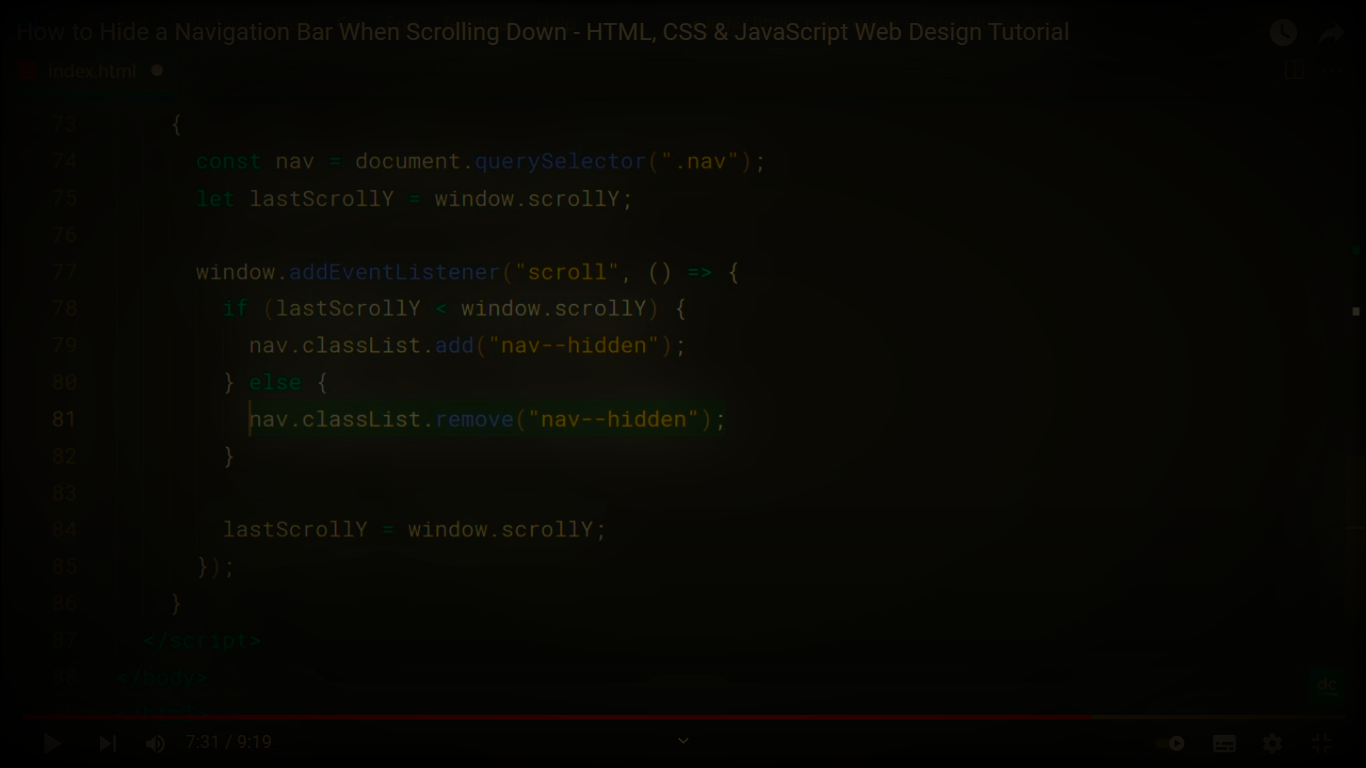 How to Hide a Navigation Bar When Scrolling Down - HTML, CSS & JavaScript Web Design Tutorial
index.html
73 {
74 const nav = document.querySelector(".nav");
75 let lastScrollY = window.scrollY;
76
77 window.addEventListener("scroll", () => {
78 if (lastScrollY < window.scrollY) {
79 nav.classList.add("nav--hidden");
80 } else {
81 nav.classList.remove("nav--hidden");
82 }
83
84 lastScrollY = window.scrollY;
85 });
86 }
87 </script>
88 </body>
dc
7:31 / 9:19